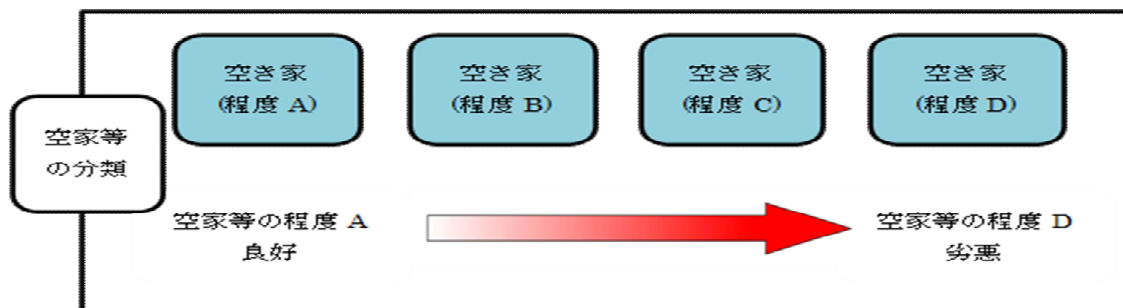 空き家
(程度 A)
空き家
(程度 B)
空き家
(程度 C)
空き家
(程度 D)
空家等
の分類
空家等の程度 A
良好
空家等の程度 D
劣悪